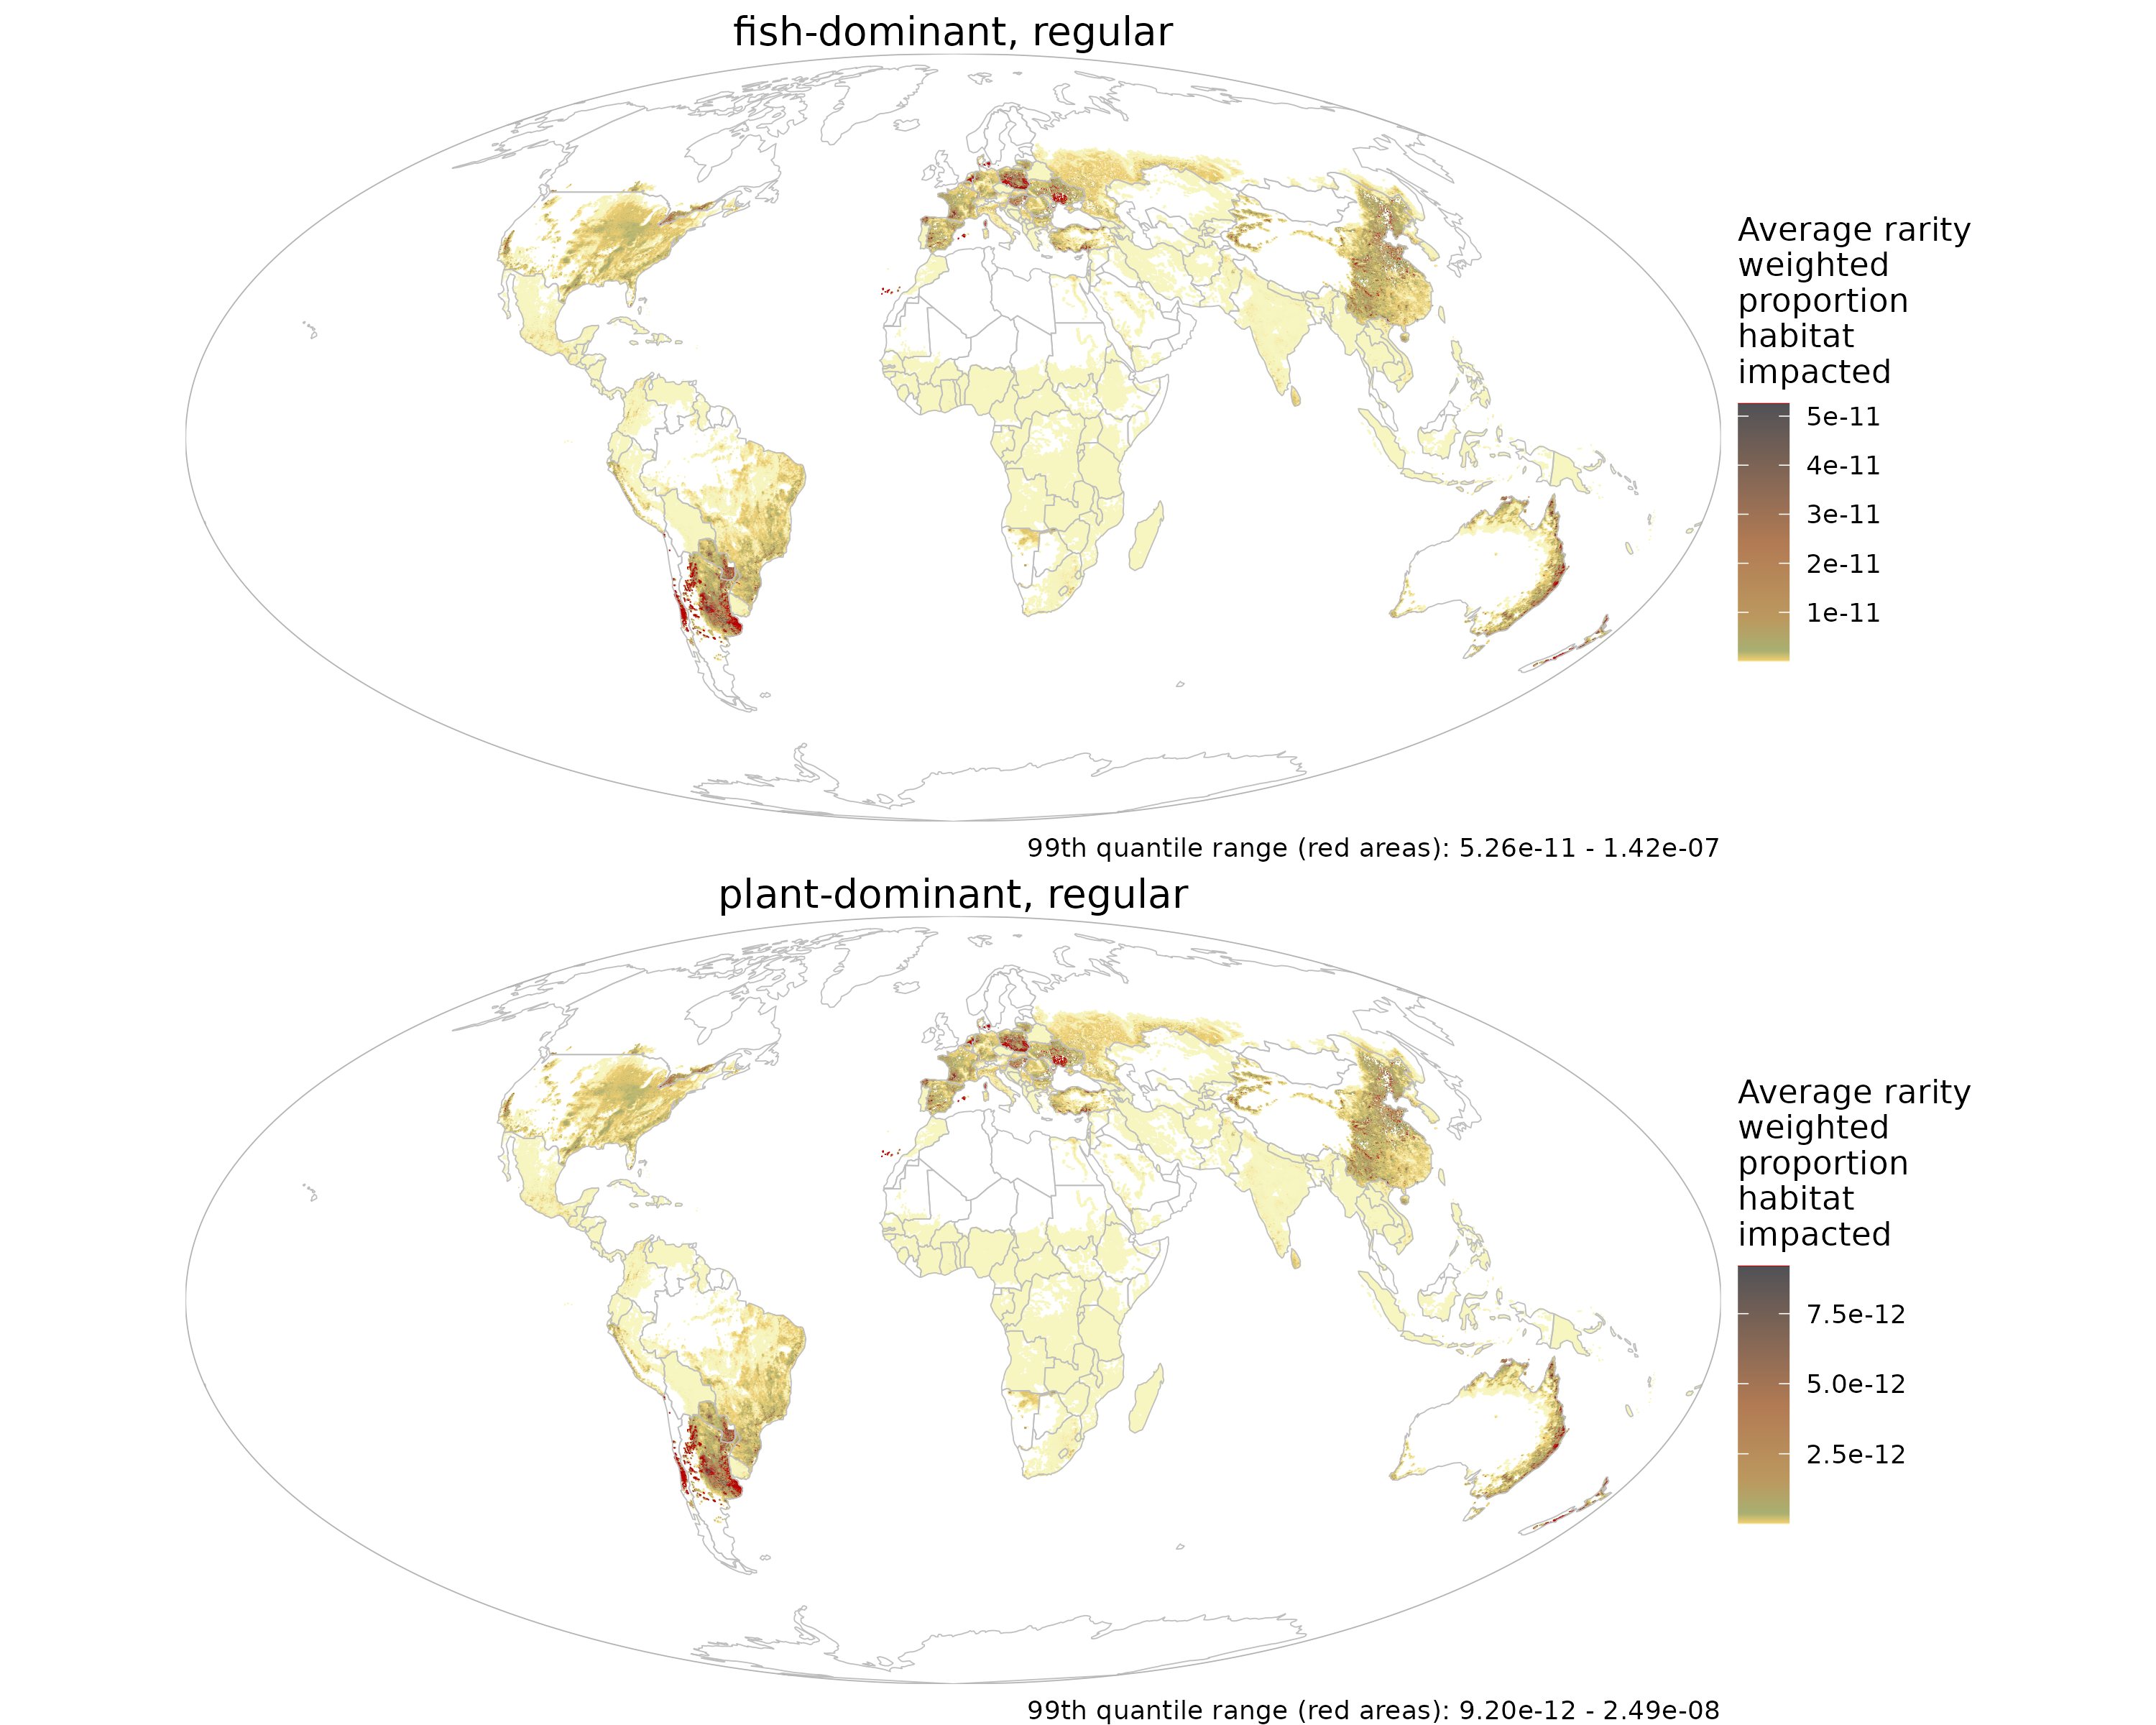 fish-dominant, regular
Average rarity
weighted
proportion
habitat
impacted
5e-11
4e-11
3e-11
2e-11
1e-11
99th quantile range (red areas): 5.26e-11 - 1.42e-07
plant-dominant, regular
Average rarity
weighted
proportion
habitat
impacted
7.5e-12
5.0e-12
2.5e-12
99th quantile range (red areas): 9.20e-12 - 2.49e-08